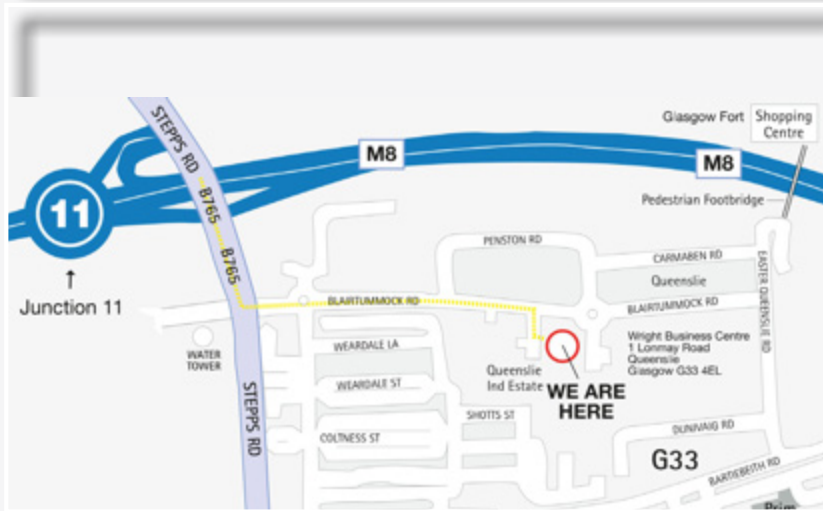 Glasgow Fort
Shopping
Centre
STEPPS RD
M8
M8
11
B765
Pedestrian Footbridge
PENSTON RD
B765
CARMABEN RD
Junction 11
Queenslie
EASTER QUEENSLIE RD
BLAIRTUMMOCK RD
BLAIRTUMMOCK RD
WATER
TOWER
WEARDALE LA
Wright Business Centre
1 Lonmay Road
Queenslie
Glasgow G33 4EL
Queenslie
Ind Estate
WEARDALE ST
WE ARE
HERE
STEPPS RD
SHOTTS ST
COLTNESS ST
DUNIVAIG RD
G33
BARTIEBEITH RD
Prim